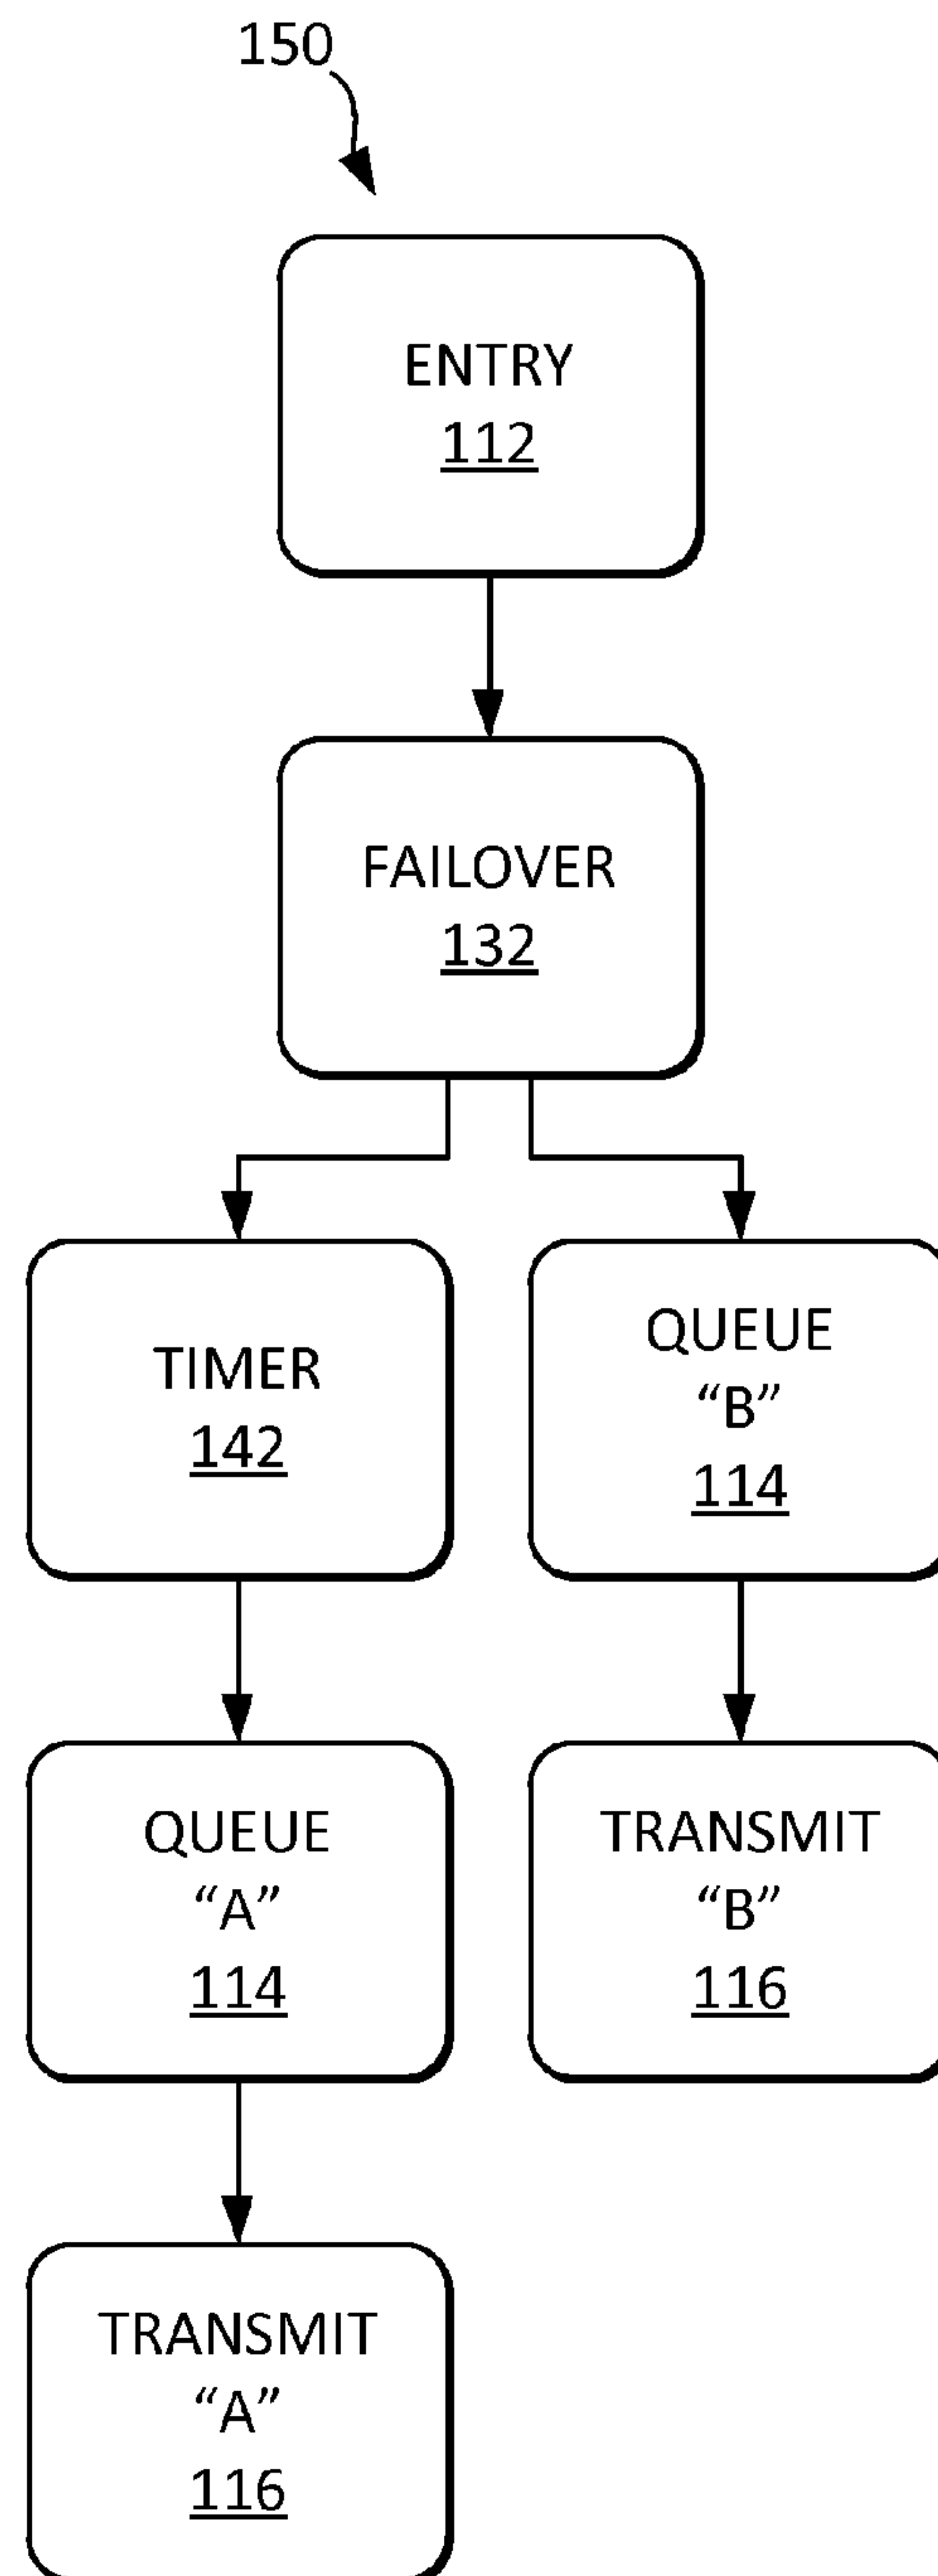 150
ENTRY
112
FAILOVER
132
TIMER
142
QUEUE
“B”
114
QUEUE
“A”
114
TRANSMIT
“B”
116
TRANSMIT
“A”
116